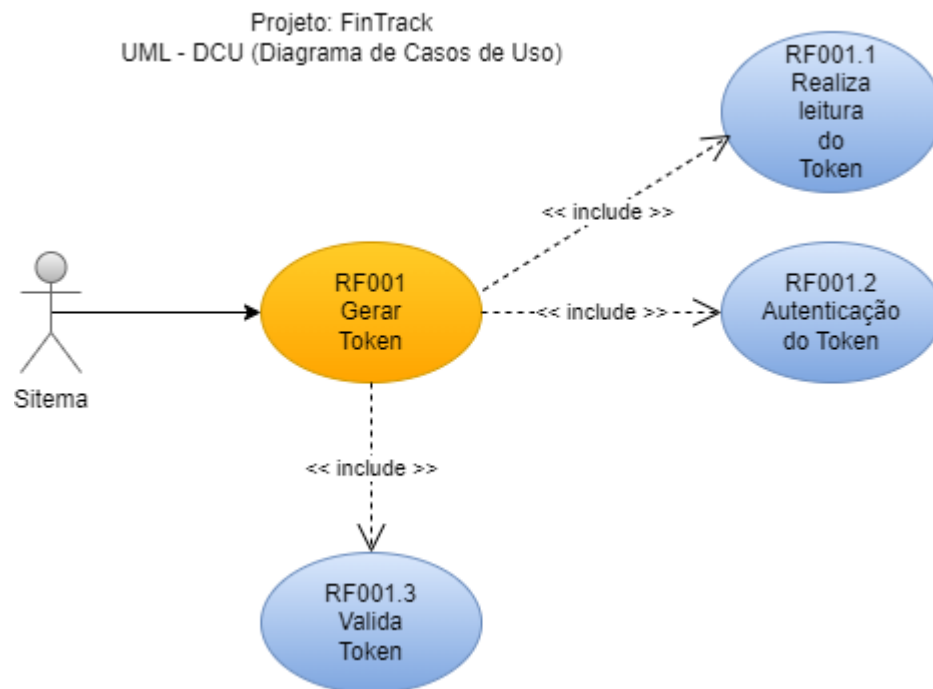 Projeto: FinTrack
UML - DCU (Diagrama de Casos de Uso)
RF001.1
Realiza
leitura
do
Token
<< include >>
RF001
Gerar
Token
<< include >>
RF001.2
Autenticação
do Token
Sitema
<< include >>
RF001.3
Valida
Token